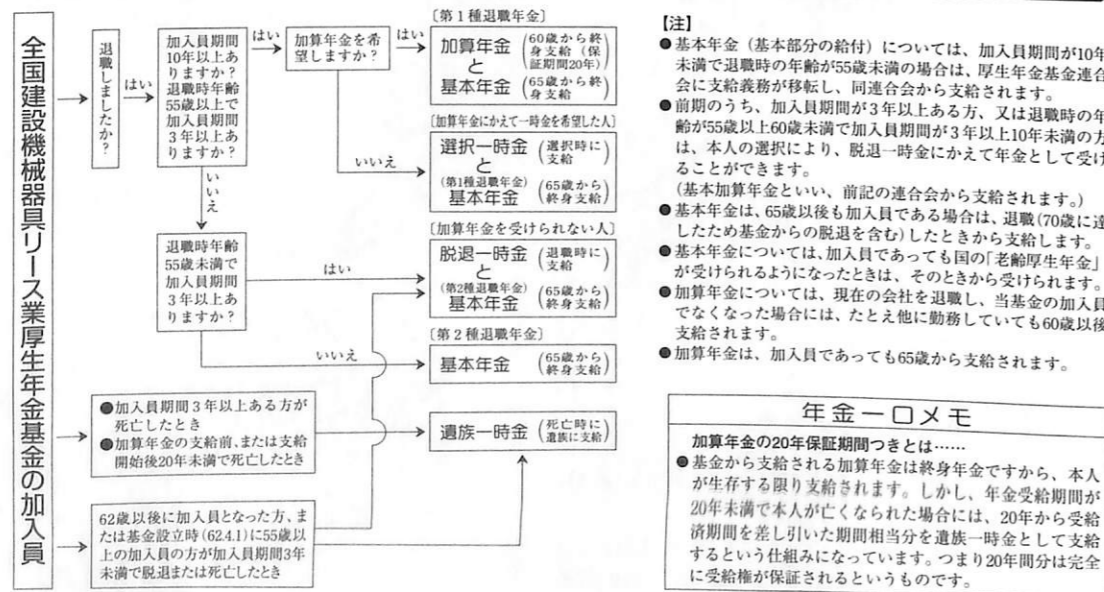 全国建設機械器具リース業厚生年金基金の加入員
退職しましたか？
はい
加入員期間
10年以上あ
りますか？
退職時年齢
55歳以上で
加入員期間
3年以上あ
りますか？
はい
加算年金を希
望しますか？
はい
〔第1種退職年金〕
加算年金（60歳から終
身支給（保
証期間20年）
と
基本年金（65歳から終
身支給）
いいえ
〔加算年金にかえて一時金を希望した人〕
選択一時金（選択時に
支給）
と
（第1種退職年金）
基本年金（65歳から
終身支給）
いいえ
退職時年齢
55歳未満で
加入員期間
3年以上あ
りますか？
はい
〔加算年金を受けられない人〕
脱退一時金（退職時に
支給）
と
（第2種退職年金）
基本年金（65歳から
終身支給）
いいえ
〔第2種退職年金〕
基本年金（65歳から
終身支給）
●加入員期間3年以上ある方が
死亡したとき
●加算年金の支給前、または支給
開始後20年未満で死亡したとき
遺族一時金（死亡時に
遺族に支給）
62歳以後に加入員となった方、ま
たは基金設立時（62.4.1）に55歳以
上の加入員の方が加入員期間3年
未満で脱退または死亡したとき
【注】
●基本年金（基本部分の給付）については、加入員期間が10年
未満で退職時の年齢が55歳未満の場合は、厚生年金基金連合
会に支給義務が移転し、同連合会から支給されます。
●前期のうち、加入員期間が3年以上ある方、又は退職時の年
齢が55歳以上60歳未満で加入員期間が3年以上10年未満の方
は、本人の選択により、脱退一時金にかえて年金として受け
ることができます。
（基本加算年金といい、前記の連合会から支給されます。）
●基本年金は、65歳以後も加入員である場合は、退職（70歳に達
したため基金からの脱退を含む）したときから支給します。
●基本年金については、加入員であっても国の「老齢厚生年金」
が受けられるようになったときは、そのときから受けられます。
●加算年金については、現在の会社を退職し、当基金の加入員
でなくなった場合には、たとえ他に勤務していても60歳以後
支給されます。
●加算年金は、加入員であっても65歳から支給されます。
年金一口メモ
加算年金の20年保証期間つきとは……
●基金から支給される加算年金は終身年金ですから、本人
が生存する限り支給されます。しかし、年金受給期間が
20年未満で本人が亡くなられた場合には、20年から受給
済期間を差し引いた期間相当分を遺族一時金として支給
するという仕組みになっています。つまり20年間分は完全
に受給権が保証されるというものです。